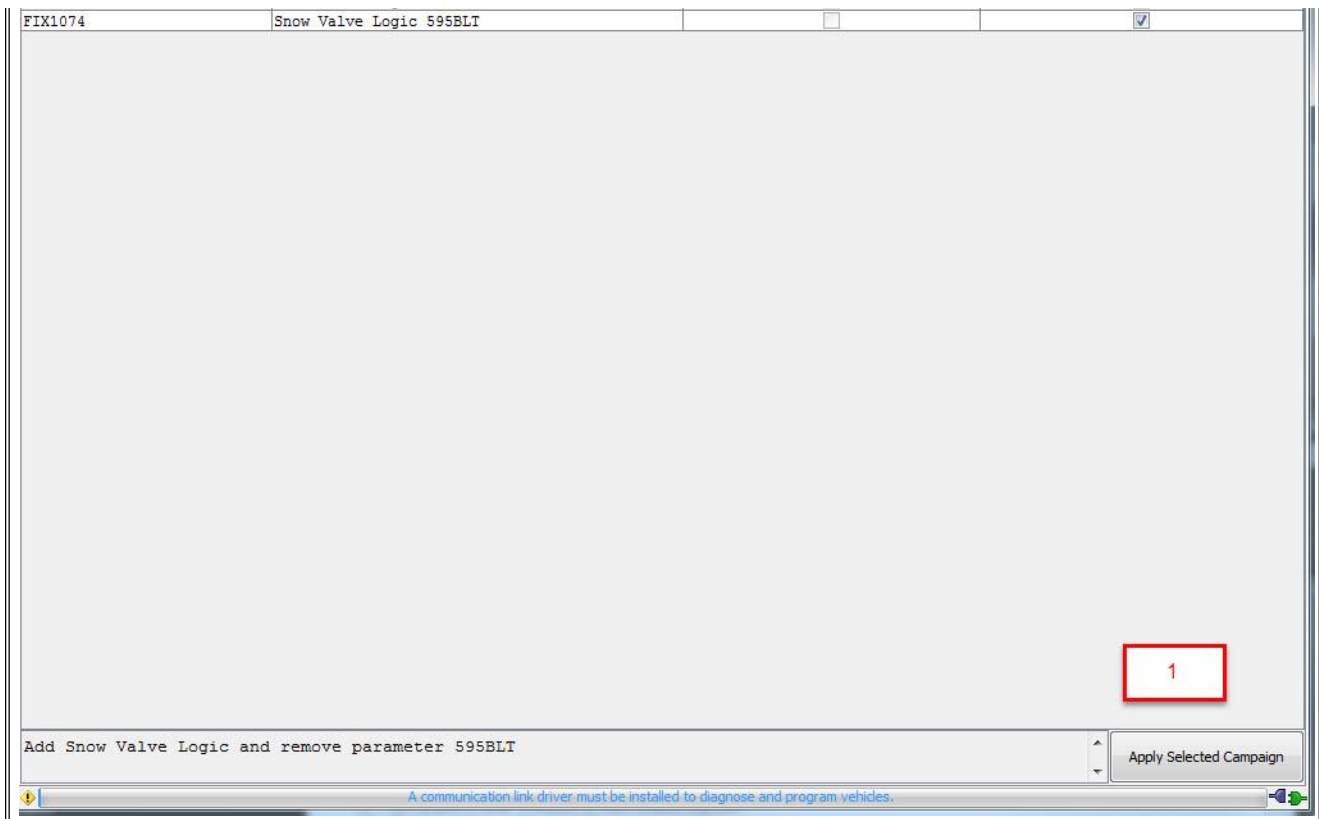 FIX1074 Snow Valve Logic 595BLT
1
Add Snow Valve Logic and remove parameter 595BLT
Apply Selected Campaign
A communication link driver must be installed to diagnose and program vehicles.